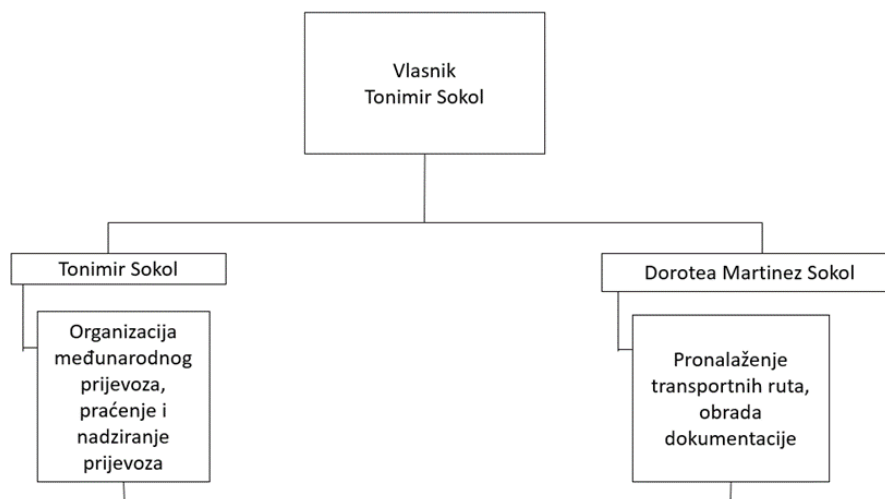 Vlasnik
Tonimir Sokol
Tonimir Sokol
Dorotea Martinez Sokol
Organizacija
međunarodnog
prijevoza,
praćenje i
nadziranje
prijevoza
Pronalaženje
transportnih ruta,
obrada
dokumentacije